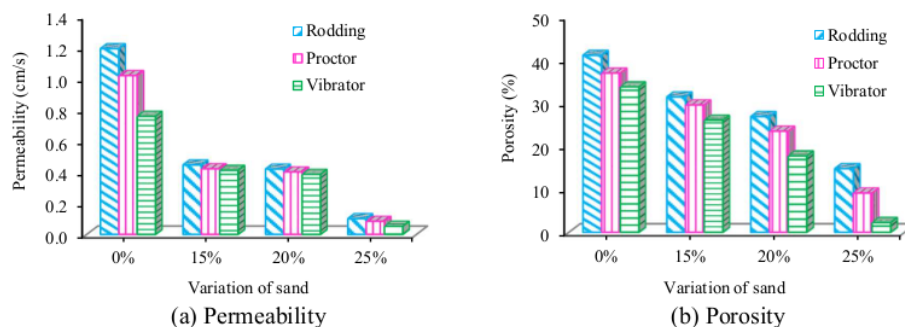 1.4
1.2
1.0
0.8
0.6
0.4
0.2
0.0
Permeability (cm/s)
Rodding
Proctor
Vibrator
0% 15% 20% 25%
Variation of sand
(a) Permeability
50
40
30
20
10
0
Porosity (%)
Rodding
Proctor
Vibrator
0% 15% 20% 25%
Variation of sand
(b) Porosity